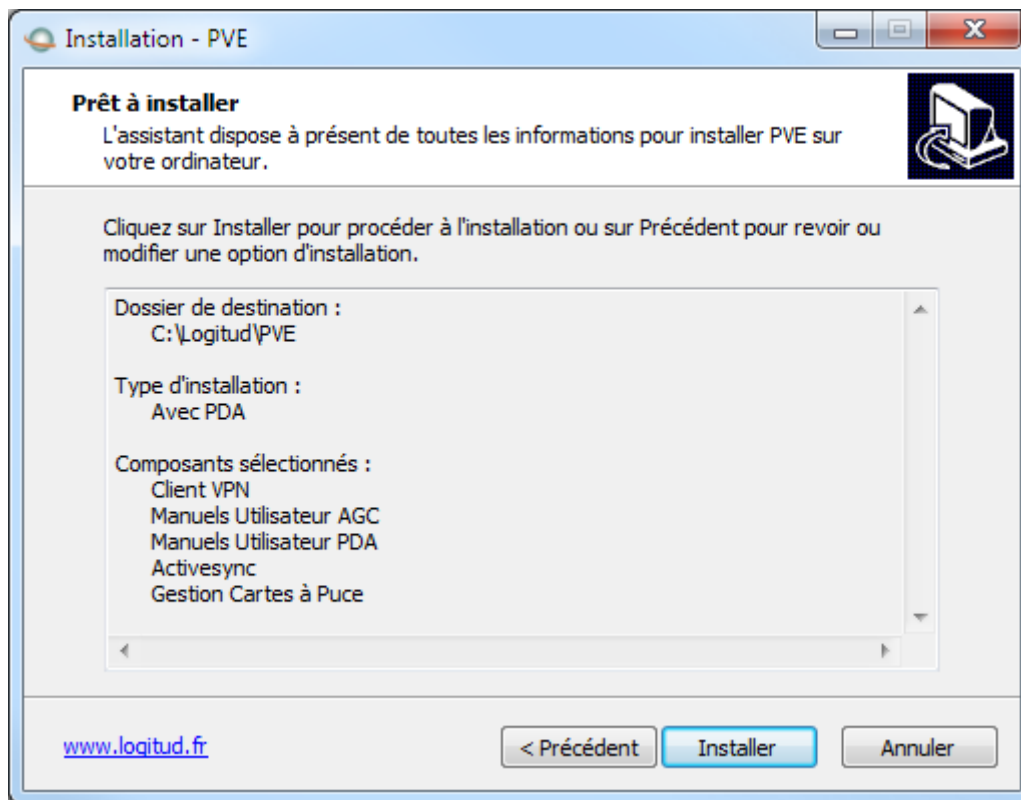 Installation - PVE
Prêt à installer
L'assistant dispose à présent de toutes les informations pour installer PVE sur
votre ordinateur.
Cliquez sur Installer pour procéder à l'installation ou sur Précédent pour revoir ou
modifier une option d'installation.
Dossier de destination :
C:\Logitud\PVE
Type d'installation :
Avec PDA
Composants sélectionnés :
Client VPN
Manuels Utilisateur AGC
Manuels Utilisateur PDA
Activesync
Gestion Cartes à Puce
www.logitud.fr
< Précédent
Installer
Annuler